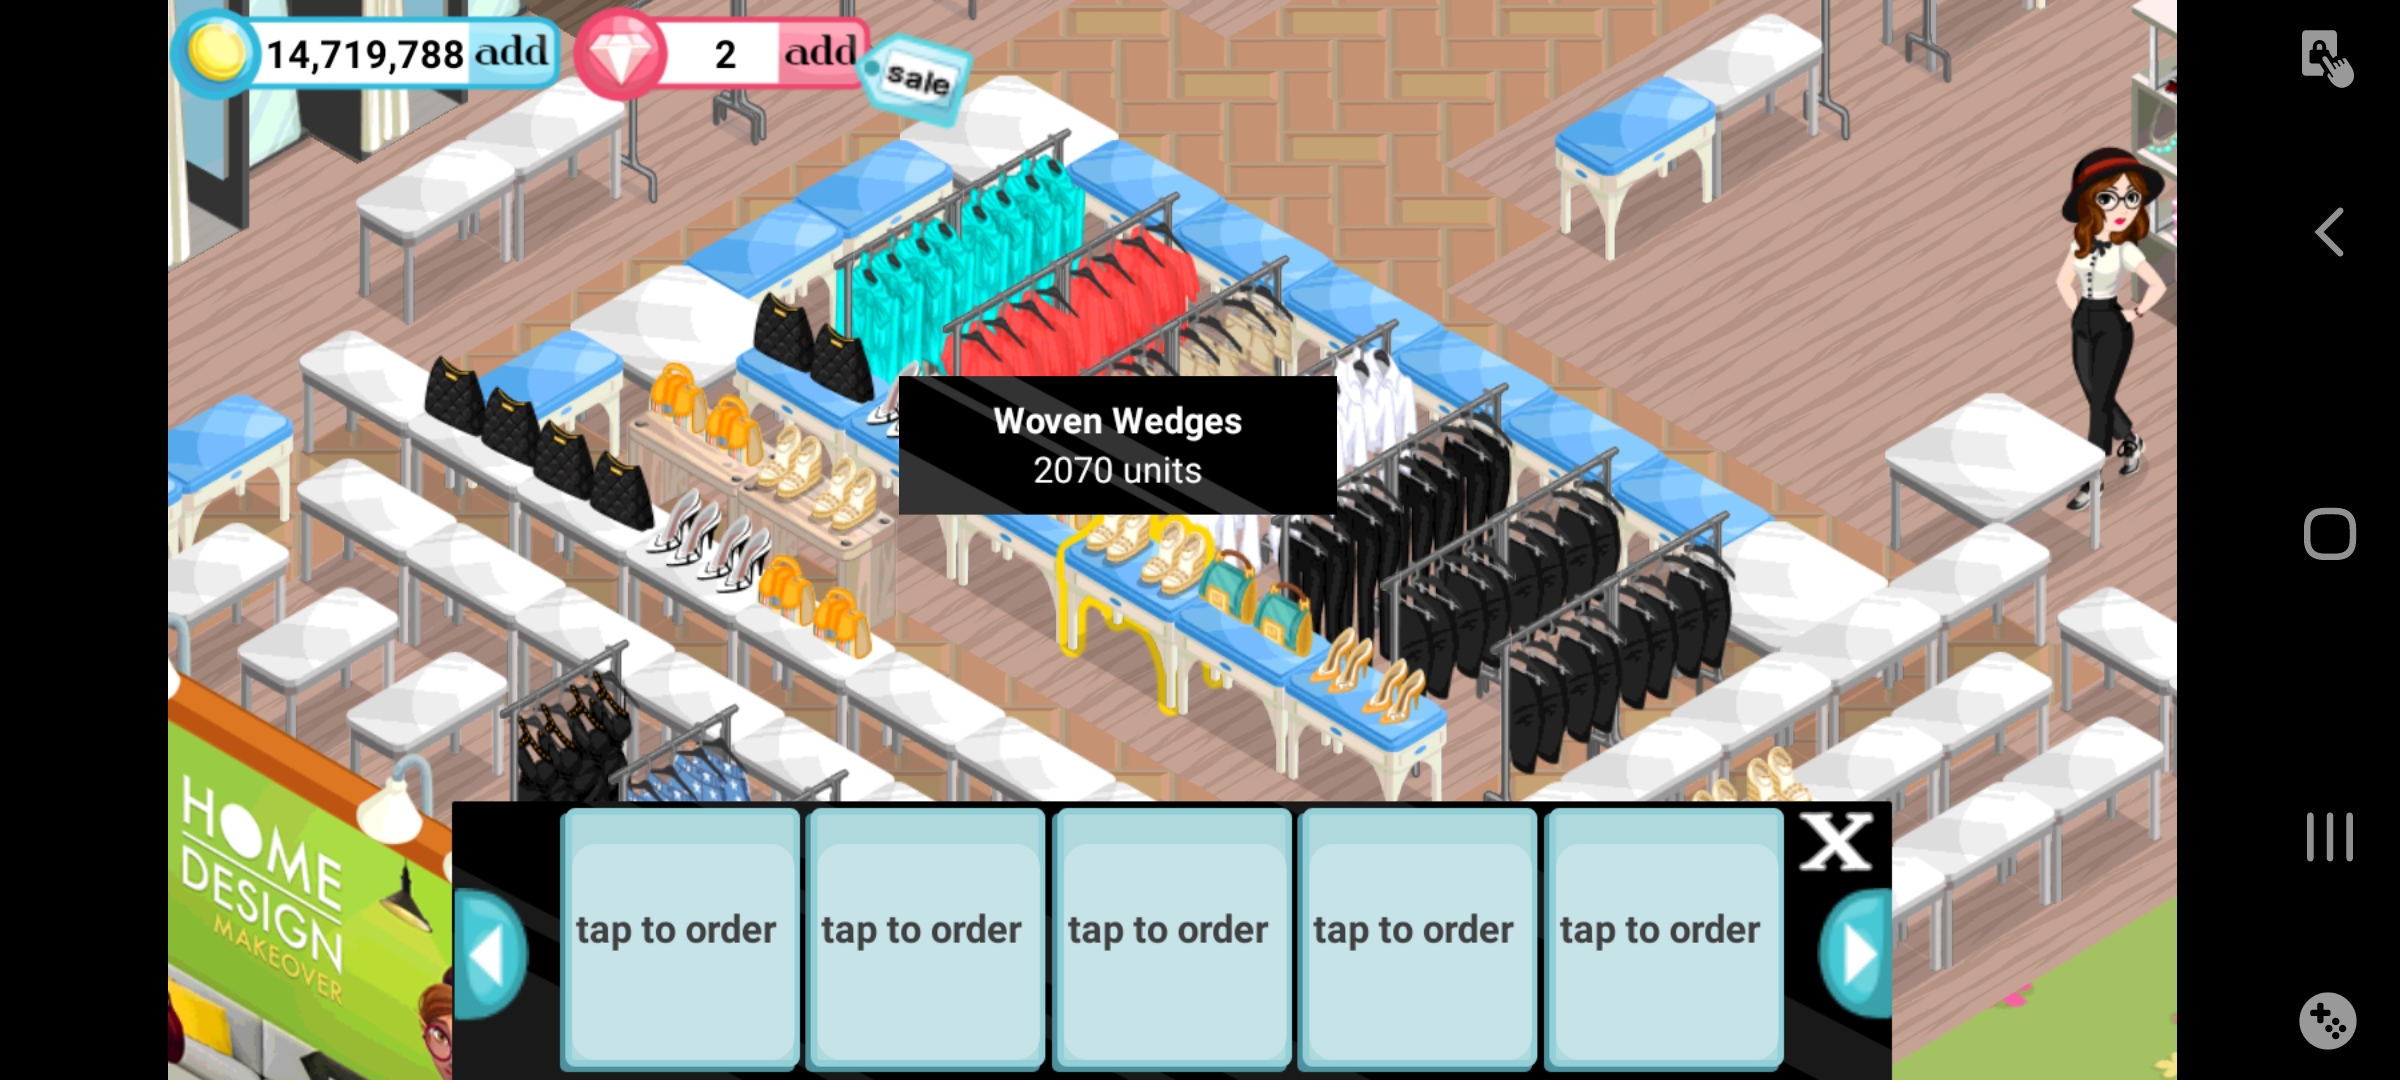 14,719,788 add
2 add
sale
Woven Wedges
2070 units
HOME
DESIGN
MAKEOVER
tap to order
tap to order
tap to order
tap to order
tap to order
X